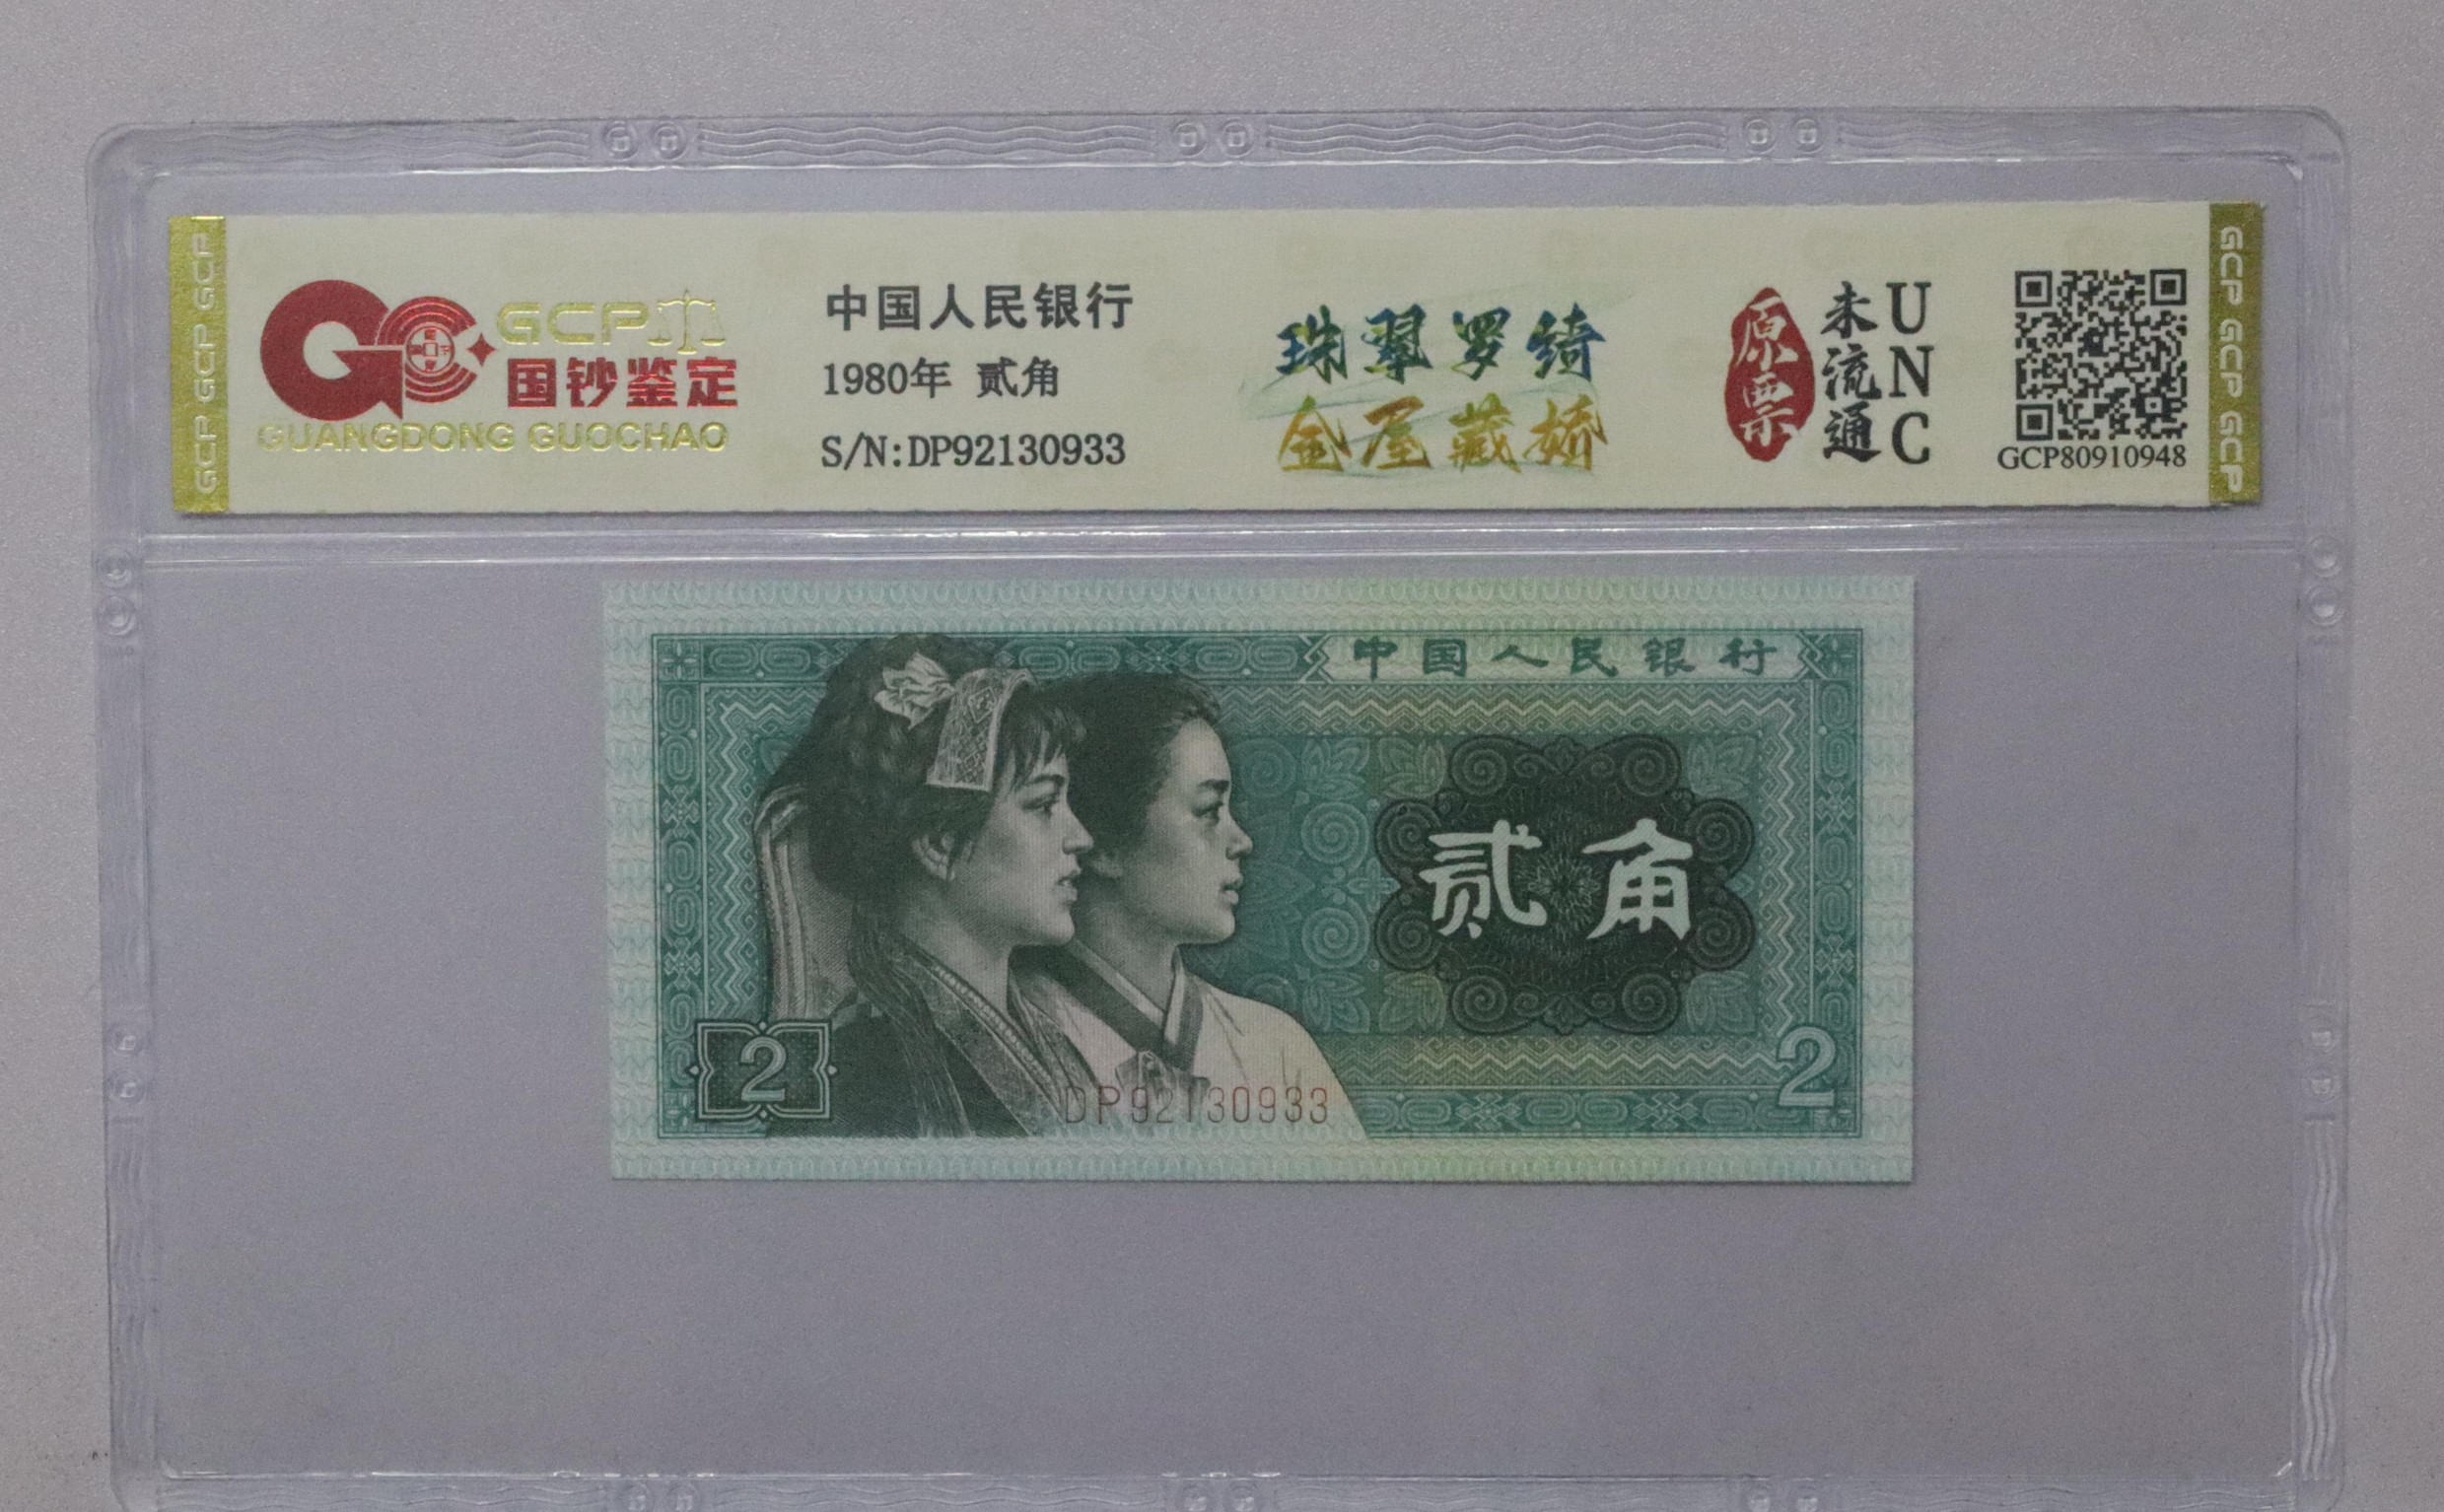 GCP GCP GCP
GCP
国钞鉴定
GUANGDONG GUOCHAO
中国人民银行
1980年 贰角
S/N:DP92130933
珠翠罗绮
金屋藏娇
原票
未流通
UNC
GCP80910948
GCP GCP GCP
中国人民银行
贰角
2
2
DP92130933